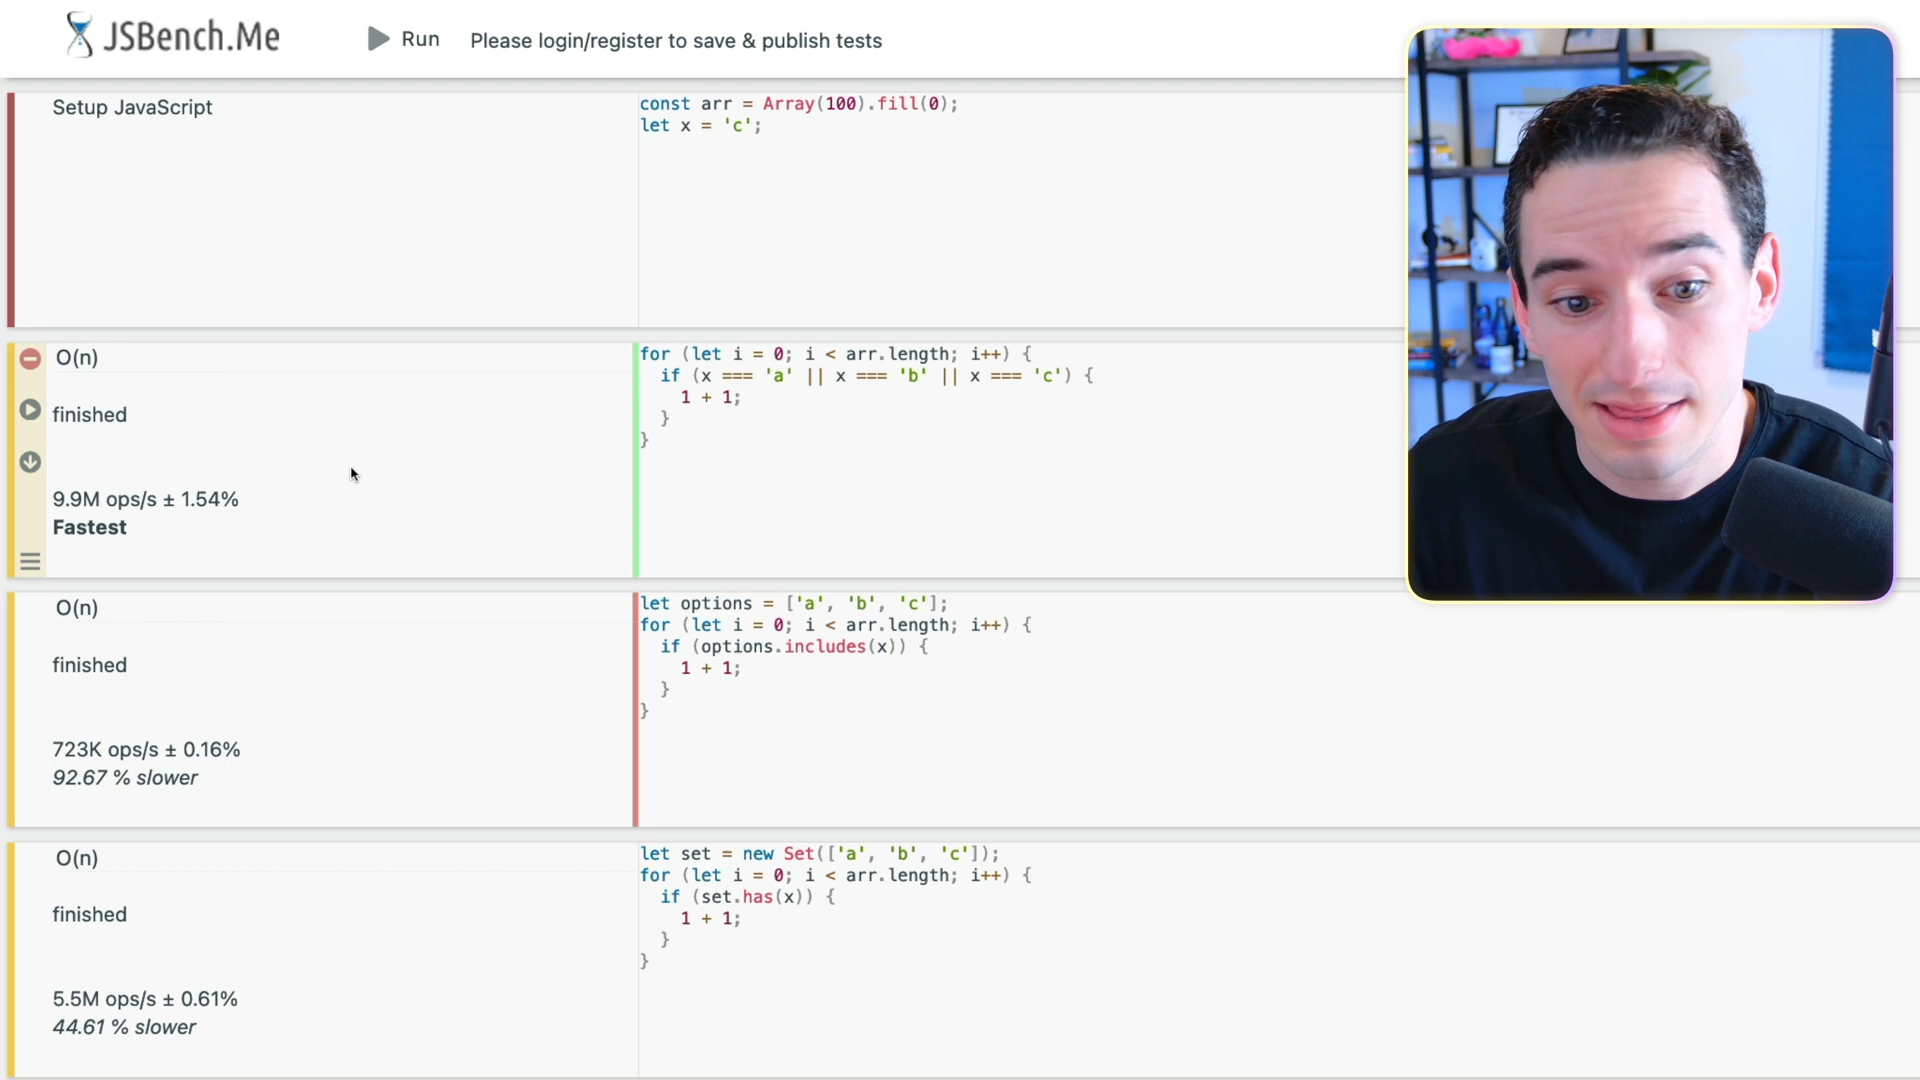 JSBench.Me
Run
Please login/register to save & publish tests
Setup JavaScript
const arr = Array(100).fill(0);
let x = 'c';
O(n)
finished
9.9M ops/s ± 1.54%
Fastest
for (let i = 0; i < arr.length; i++) {
  if (x === 'a' || x === 'b' || x === 'c') {
    1 + 1;
  }
}
O(n)
finished
723K ops/s ± 0.16%
92.67 % slower
let options = ['a', 'b', 'c'];
for (let i = 0; i < arr.length; i++) {
  if (options.includes(x)) {
    1 + 1;
  }
}
O(n)
finished
5.5M ops/s ± 0.61%
44.61 % slower
let set = new Set(['a', 'b', 'c']);
for (let i = 0; i < arr.length; i++) {
  if (set.has(x)) {
    1 + 1;
  }
}